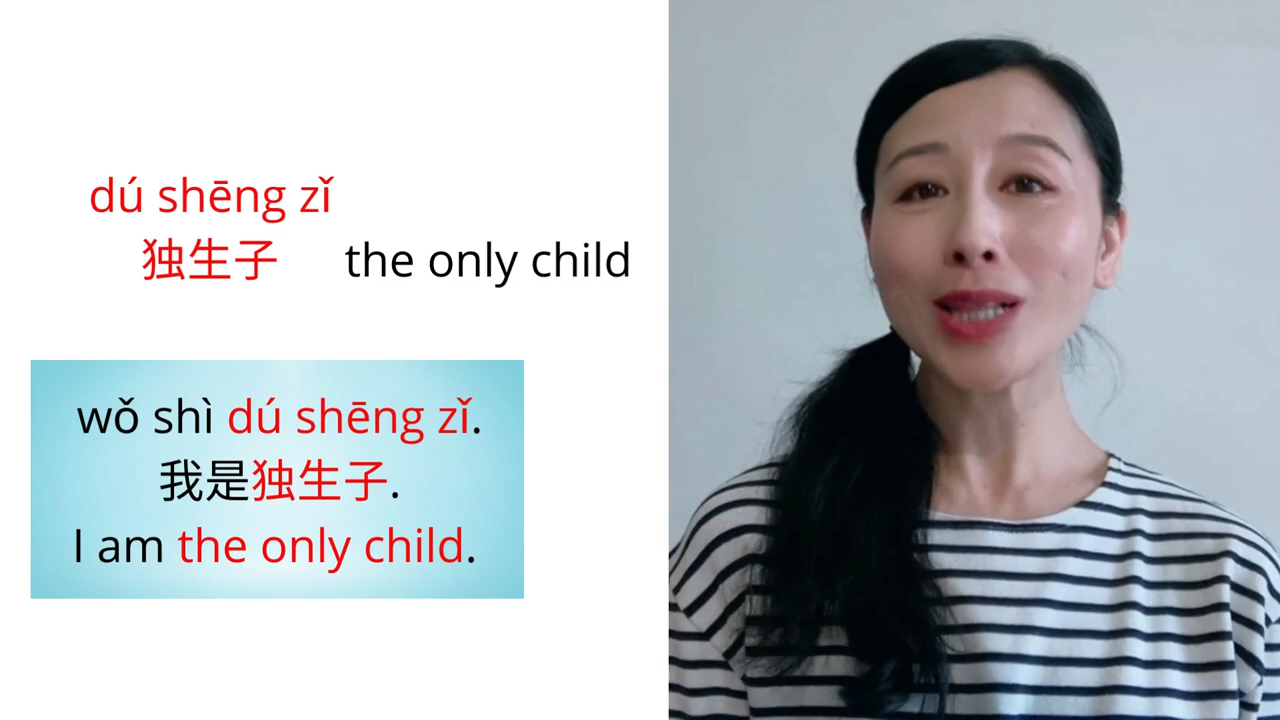 dú shēng zǐ
独生子 the only child
wǒ shì dú shēng zǐ.
我是独生子.
I am the only child.